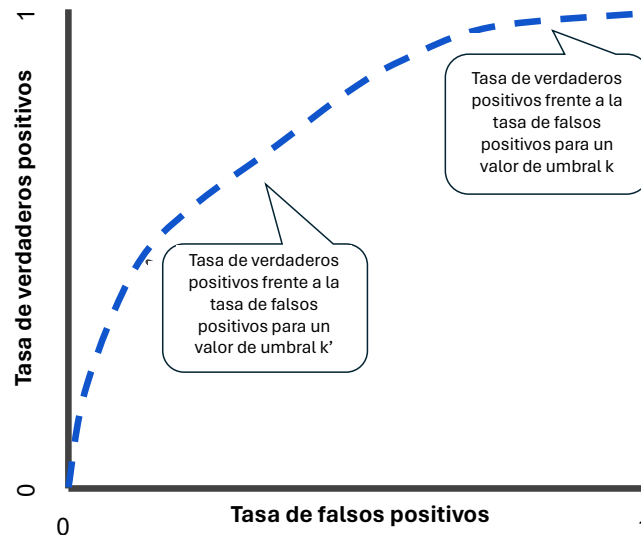 1
Tasa de verdaderos positivos
Tasa de verdaderos
positivos frente a la
tasa de falsos
positivos para un
valor de umbral k
Tasa de verdaderos
positivos frente a la
tasa de falsos
positivos para un
valor de umbral k’
0
0
Tasa de falsos positivos
1